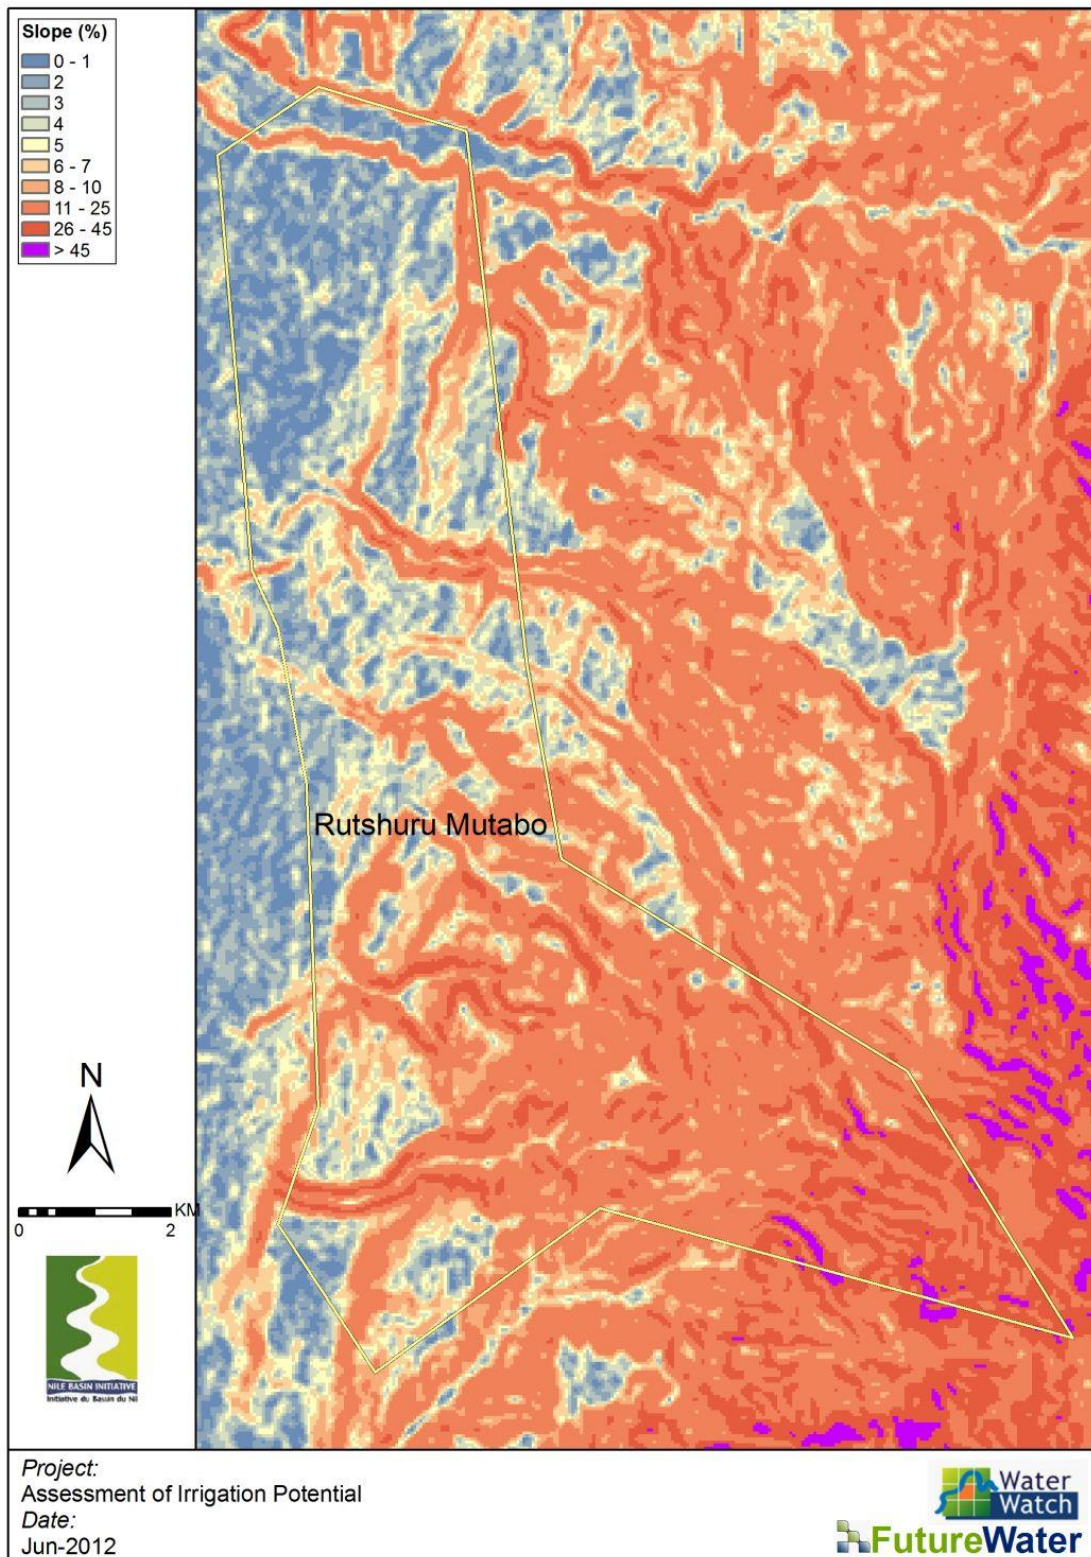 Slope (%)
0 - 1
2
3
4
5
6 - 7
8 - 10
11 - 25
26 - 45
> 45
Rutshuru Mutabo
N
KM
0 2
NILE BASIN INITIATIVE
Initiative du Bassin du Nil
Project:
Assessment of Irrigation Potential
Date:
Jun-2012
Water
Watch
FutureWater